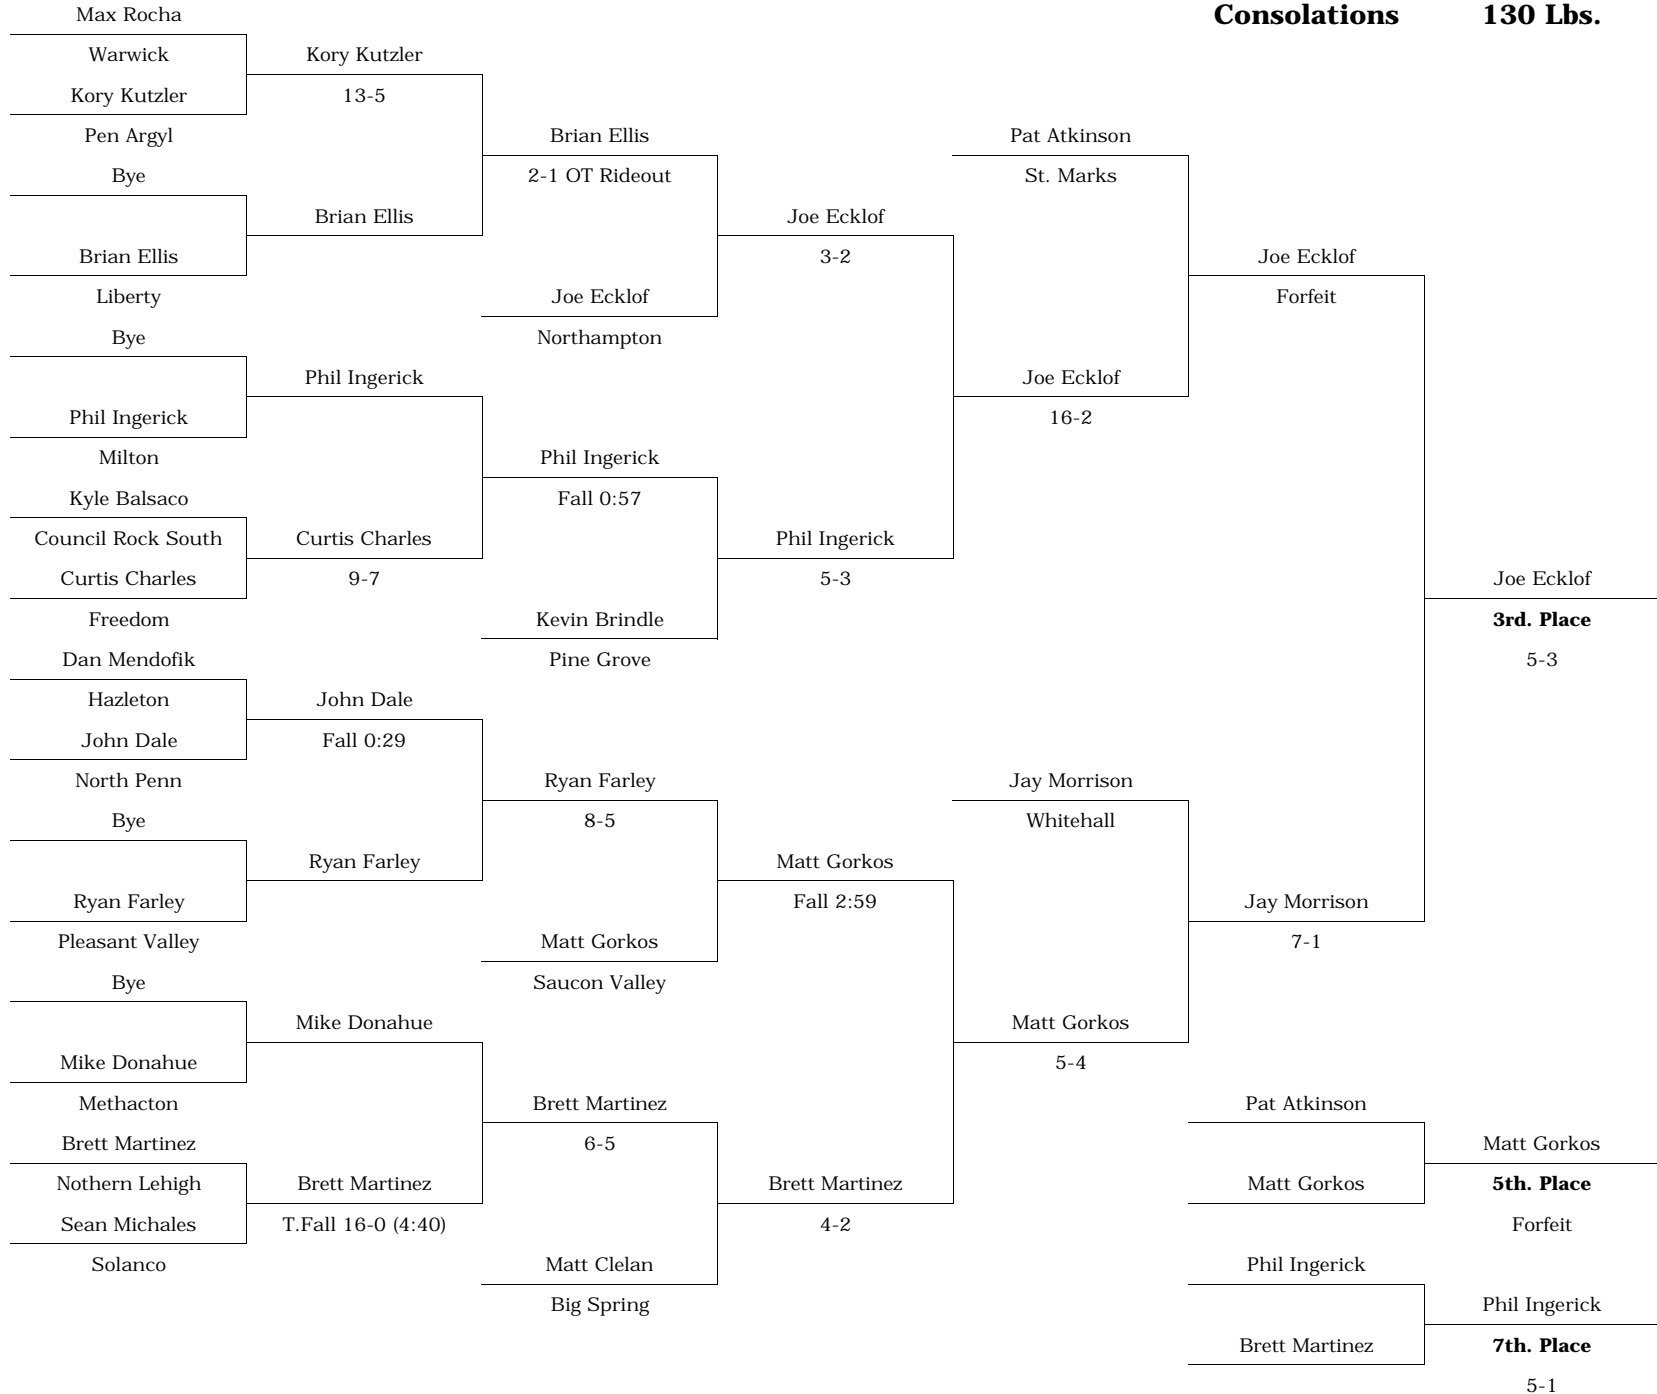 Consolations 130 Lbs.
Max Rocha
Warwick
Kory Kutzler
Pen Argyl
Bye
Brian Ellis
Liberty
Bye
Phil Ingerick
Milton
Kyle Balsaco
Council Rock South
Curtis Charles
Freedom
Dan Mendofik
Hazleton
John Dale
North Penn
Bye
Ryan Farley
Pleasant Valley
Bye
Mike Donahue
Methacton
Brett Martinez
Nothern Lehigh
Sean Michales
Solanco
Kory Kutzler
13-5
Brian Ellis
Phil Ingerick
Curtis Charles
9-7
John Dale
Fall 0:29
Ryan Farley
Mike Donahue
Brett Martinez
T.Fall 16-0 (4:40)
Brian Ellis
2-1 OT Rideout
Joe Ecklof
Northampton
Phil Ingerick
Fall 0:57
Kevin Brindle
Pine Grove
Ryan Farley
8-5
Matt Gorkos
Saucon Valley
Brett Martinez
6-5
Matt Clelan
Big Spring
Joe Ecklof
3-2
Phil Ingerick
5-3
Matt Gorkos
Fall 2:59
Brett Martinez
4-2
Pat Atkinson
St. Marks
Joe Ecklof
16-2
Jay Morrison
Whitehall
Matt Gorkos
5-4
Joe Ecklof
Forfeit
Jay Morrison
7-1
Joe Ecklof
3rd. Place
5-3
Pat Atkinson
Matt Gorkos
Matt Gorkos
5th. Place
Forfeit
Phil Ingerick
Brett Martinez
Phil Ingerick
7th. Place
5-1